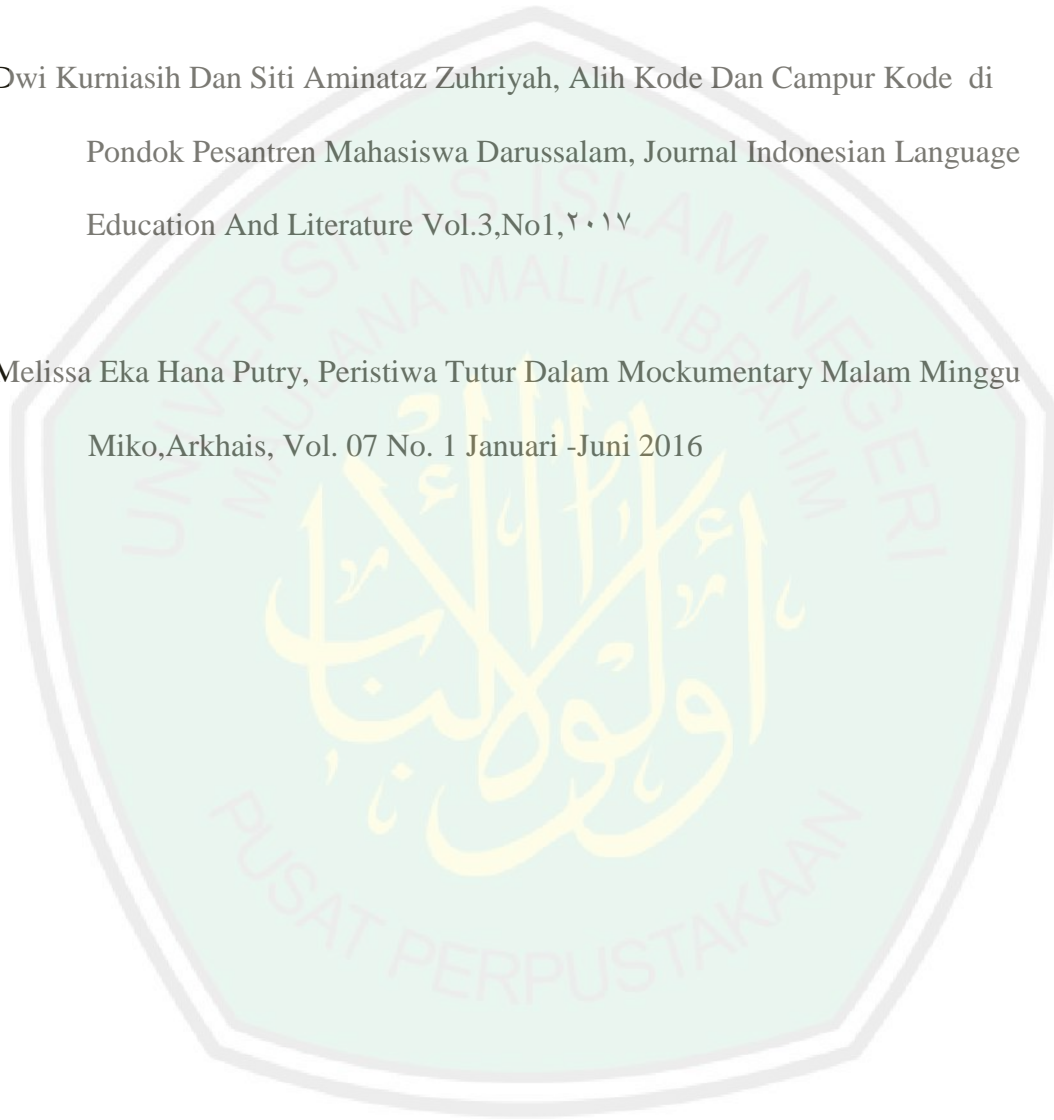 Dwi Kurniasih Dan Siti Aminataz Zuhriyah, Alih Kode Dan Campur Kode di
Pondok Pesantren Mahasiswa Darussalam, Journal Indonesian Language
Education And Literature Vol.3,No1,٢٠١٧
Melissa Eka Hana Putry, Peristiwa Tutur Dalam Mockumentary Malam Minggu
Miko,Arkhais, Vol. 07 No. 1 Januari -Juni 2016
UNIVERSITAS ISLAM NEGERI
MAULANA MALIK IBRAHIM
أولوا الألباب
PUSAT PERPUSTAKAAN